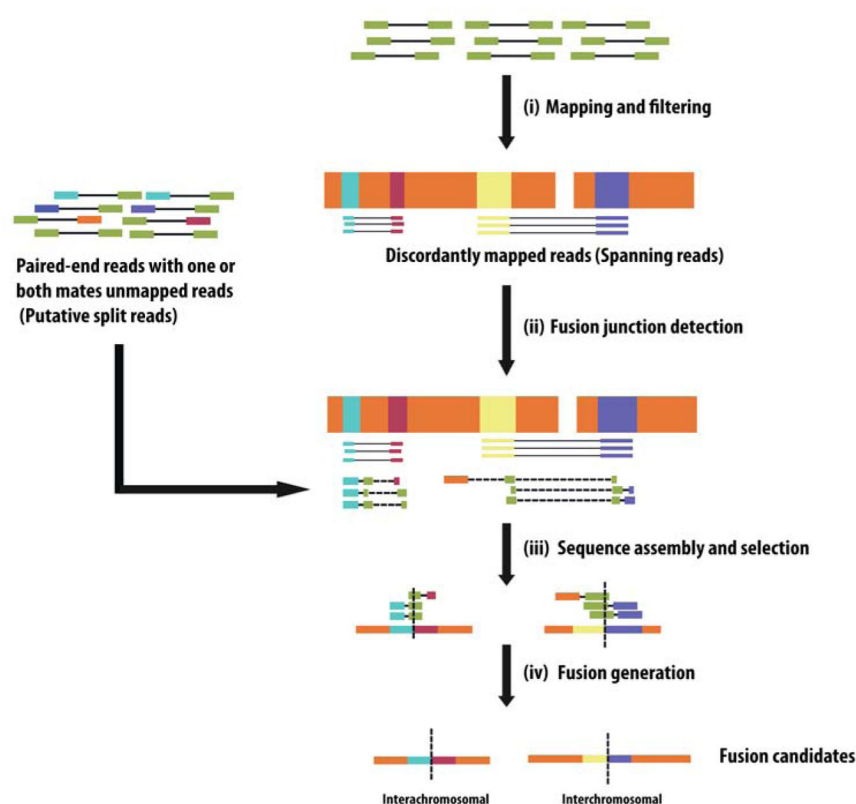 (i) Mapping and filtering
Discordantly mapped reads (Spanning reads)
Paired-end reads with one or
both mates unmapped reads
(Putative split reads)
(ii) Fusion junction detection
(iii) Sequence assembly and selection
(iv) Fusion generation
Fusion candidates
Interachromosomal
Interchromosomal